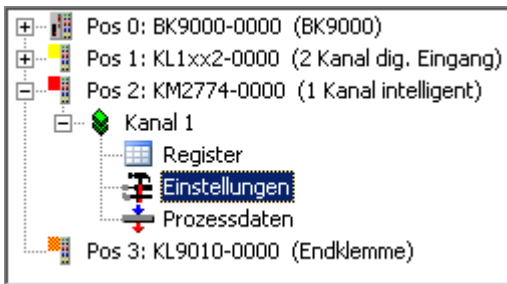 Pos 0: BK9000-0000 (BK9000)
Pos 1: KL1xx2-0000 (2 Kanal dig. Eingang)
Pos 2: KM2774-0000 (1 Kanal intelligent)
Kanal 1
Register
Einstellungen
Prozessdaten
Pos 3: KL9010-0000 (Endklemme)